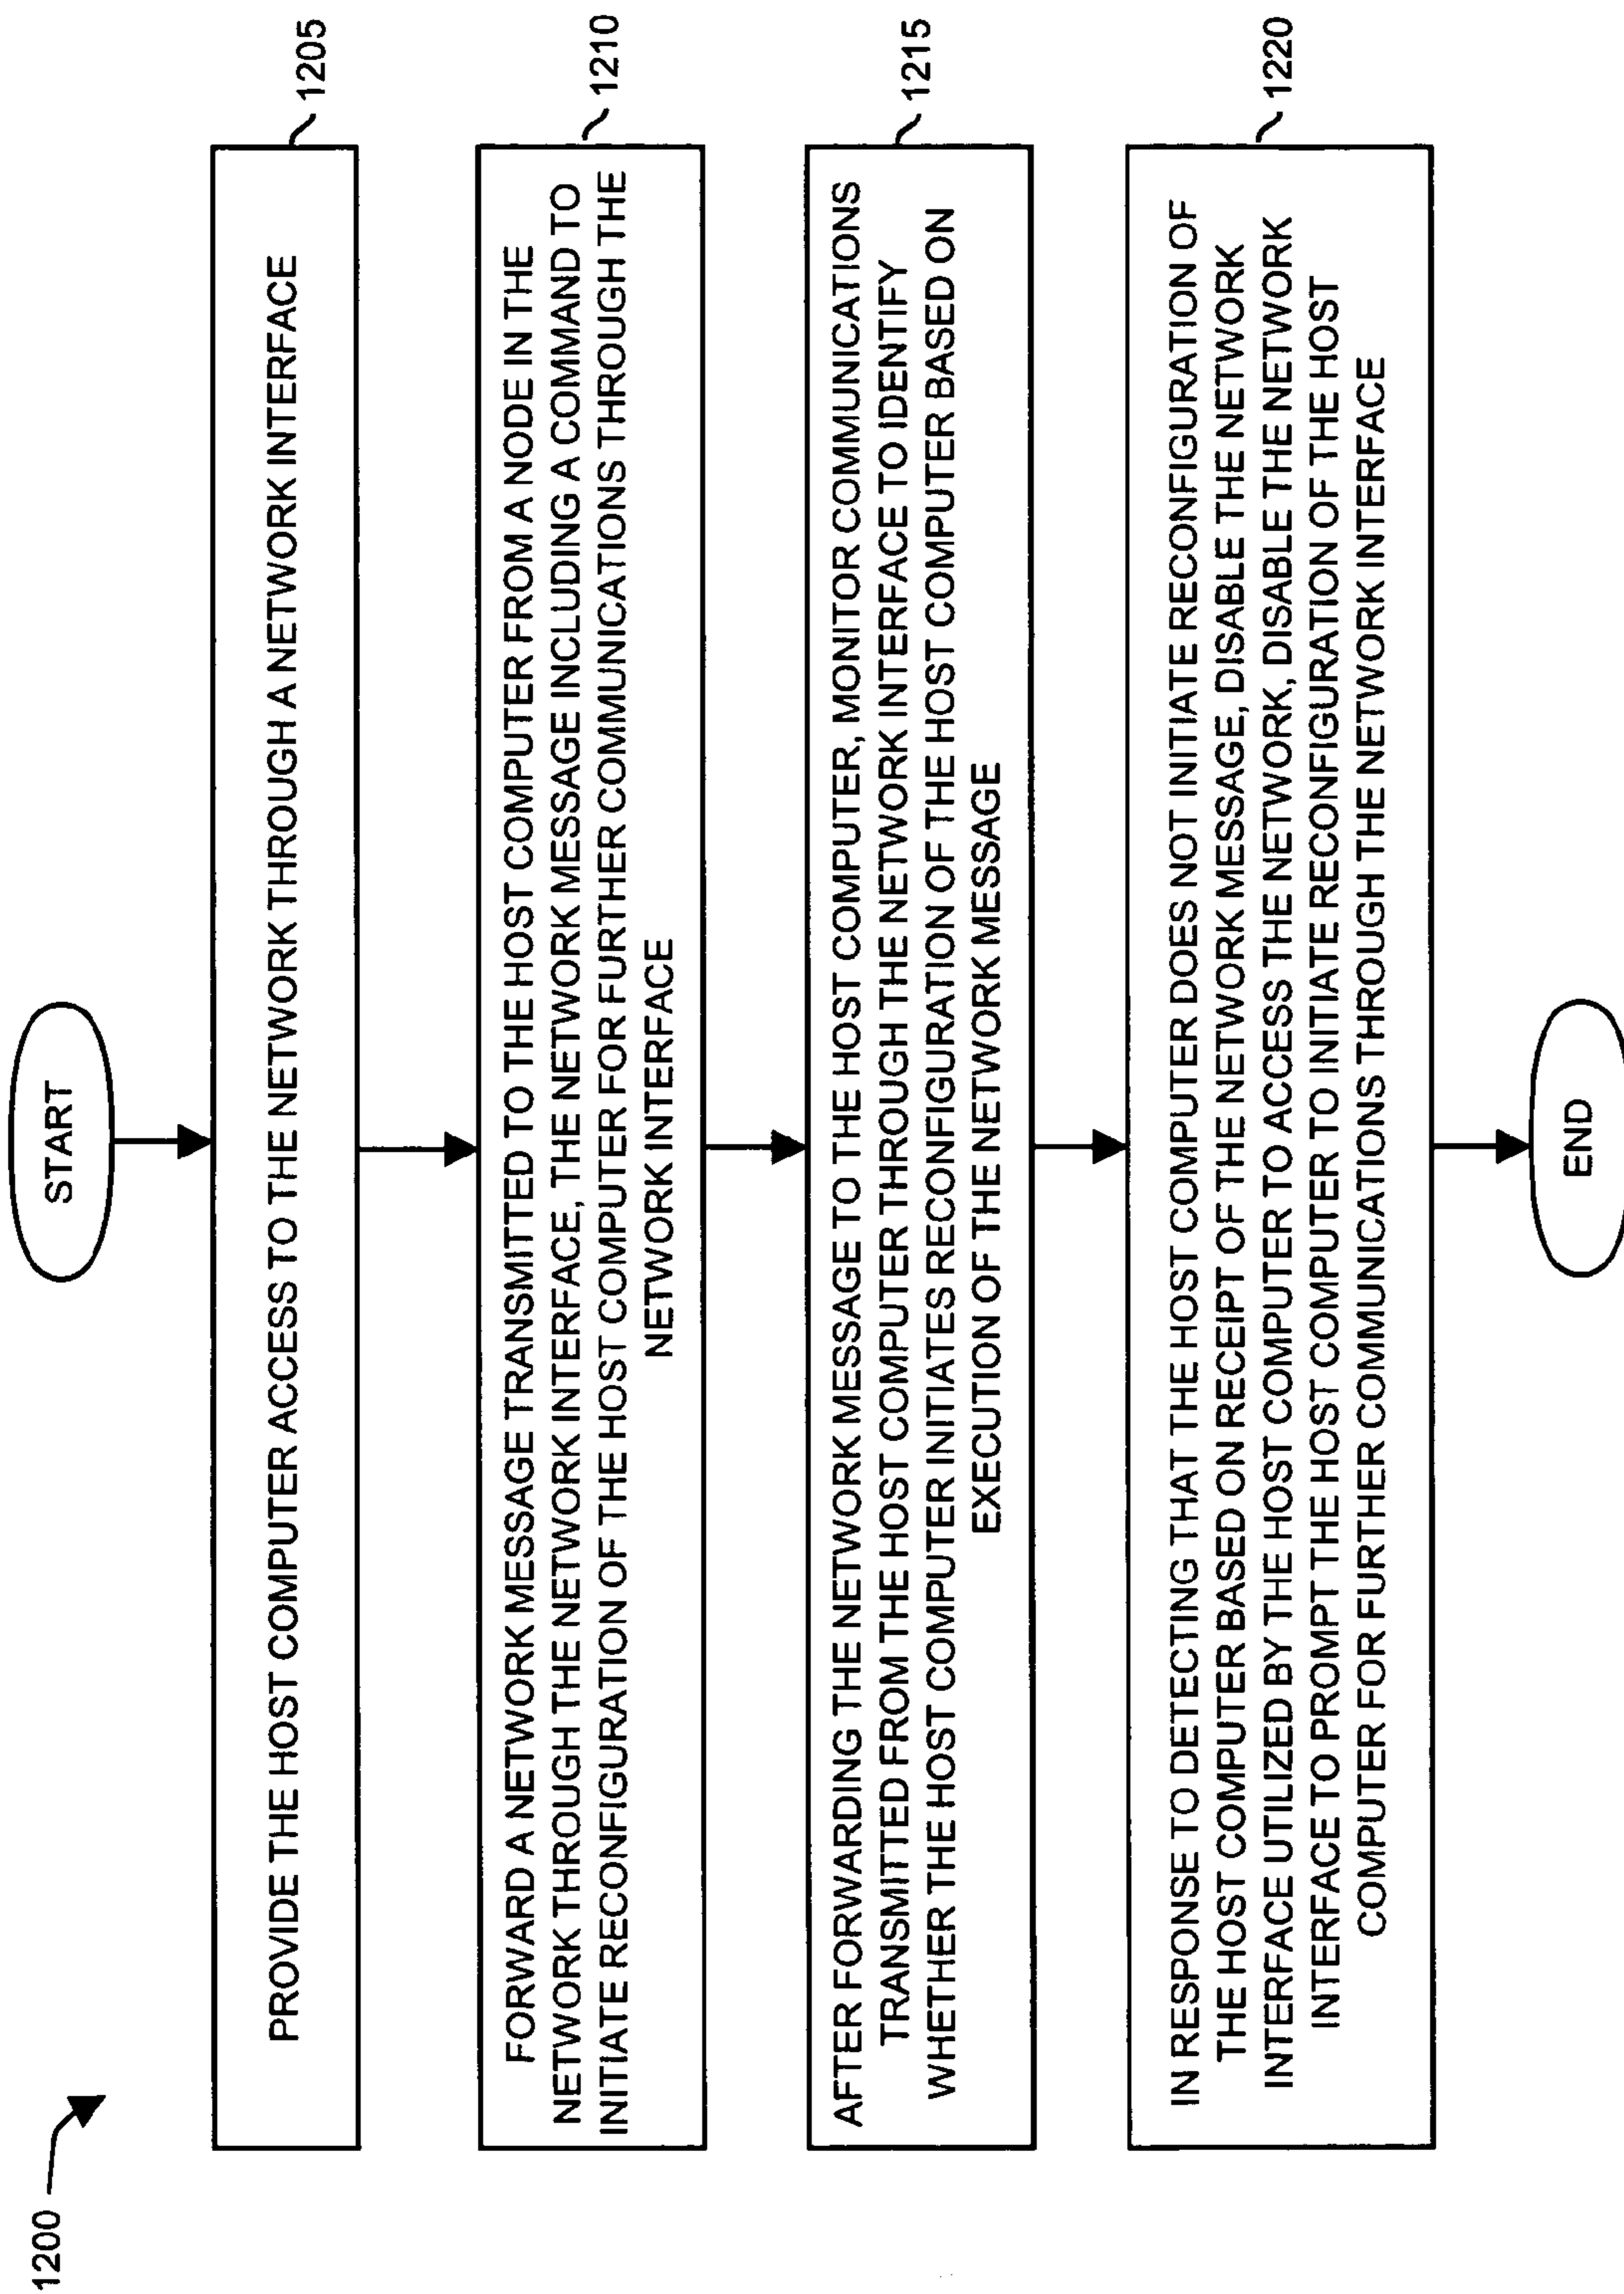 1200
START
PROVIDE THE HOST COMPUTER ACCESS TO THE NETWORK THROUGH A NETWORK INTERFACE
1205
FORWARD A NETWORK MESSAGE TRANSMITTED TO THE HOST COMPUTER FROM A NODE IN THE
NETWORK THROUGH THE NETWORK INTERFACE, THE NETWORK MESSAGE INCLUDING A COMMAND TO
INITIATE RECONFIGURATION OF THE HOST COMPUTER FOR FURTHER COMMUNICATIONS THROUGH THE
NETWORK INTERFACE
1210
AFTER FORWARDING THE NETWORK MESSAGE TO THE HOST COMPUTER, MONITOR COMMUNICATIONS
TRANSMITTED FROM THE HOST COMPUTER THROUGH THE NETWORK INTERFACE TO IDENTIFY
WHETHER THE HOST COMPUTER INITIATES RECONFIGURATION OF THE HOST COMPUTER BASED ON
EXECUTION OF THE NETWORK MESSAGE
1215
IN RESPONSE TO DETECTING THAT THE HOST COMPUTER DOES NOT INITIATE RECONFIGURATION OF
THE HOST COMPUTER BASED ON RECEIPT OF THE NETWORK MESSAGE, DISABLE THE NETWORK
INTERFACE UTILIZED BY THE HOST COMPUTER TO ACCESS THE NETWORK, DISABLE THE NETWORK
INTERFACE TO PROMPT THE HOST COMPUTER TO INITIATE RECONFIGURATION OF THE HOST
COMPUTER FOR FURTHER COMMUNICATIONS THROUGH THE NETWORK INTERFACE
1220
END